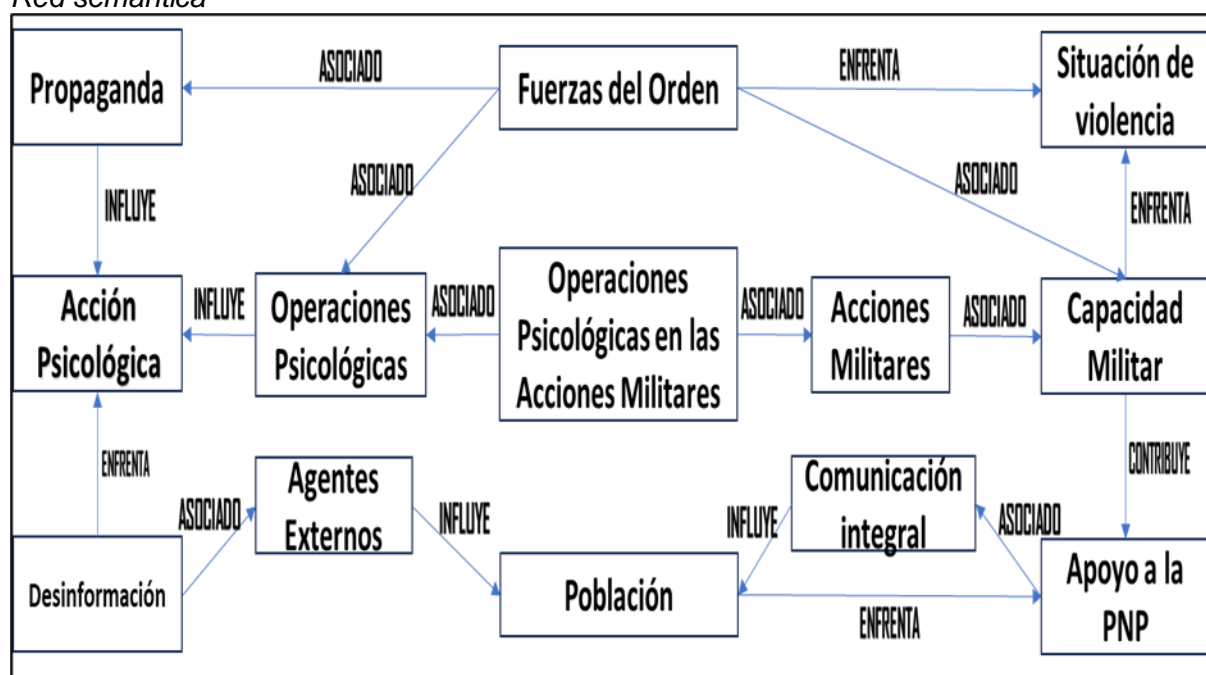 Red semántica
Propaganda
ASOCIADO
Fuerzas del Orden
ENFRENTA
Situación de
violencia
INFLUYE
ASOCIADO
ASOCIADO
ENFRENTA
Acción
Psicológica
INFLUYE
Operaciones
Psicológicas
ASOCIADO
Operaciones
Psicológicas en las
Acciones Militares
ASOCIADO
Acciones
Militares
ASOCIADO
Capacidad
Militar
ENFRENTA
ASOCIADO
Agentes
Externos
INFLUYE
INFLUYE
Comunicación
integral
ASOCIADO
CONTRIBUYE
Desinformación
Población
ENFRENTA
Apoyo a la
PNP